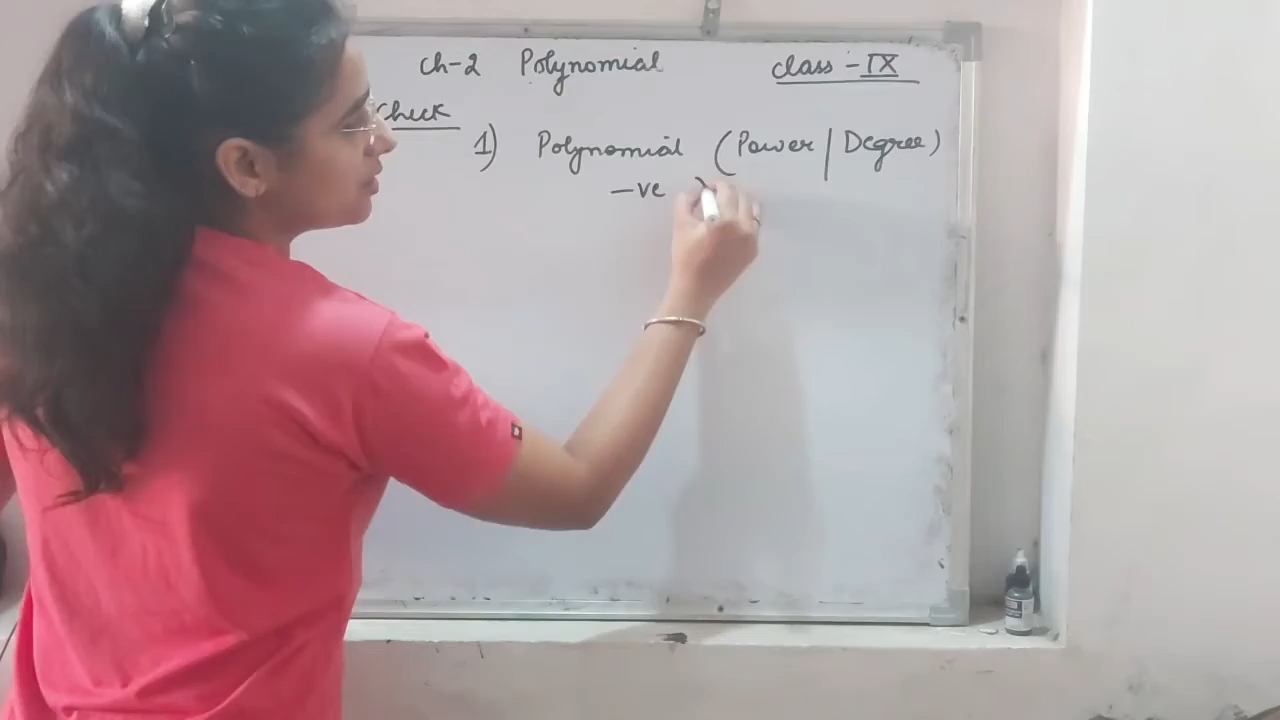 Ch-2 Polynomial class - IX
Check
1) Polynomial (Power | Degree)
-ve